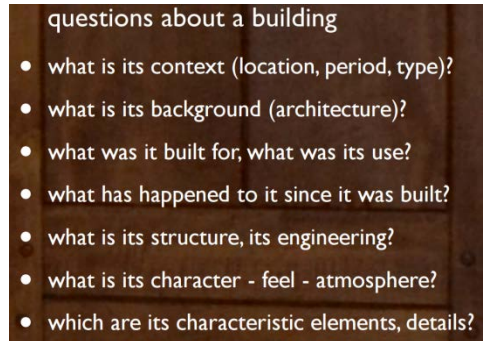 questions about a building
• what is its context (location, period, type)?
• what is its background (architecture)?
• what was it built for, what was its use?
• what has happened to it since it was built?
• what is its structure, its engineering?
• what is its character - feel - atmosphere?
• which are its characteristic elements, details?